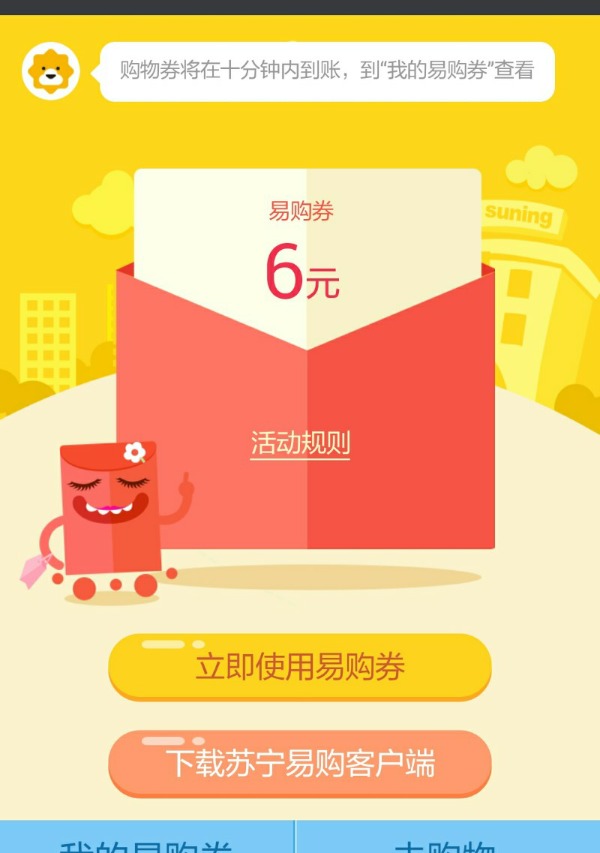 购物券将在十分钟内到账，到“我的易购券”查看
suning
易购券
6元
活动规则
立即使用易购券
下载苏宁易购客户端
我的易购券
去购物